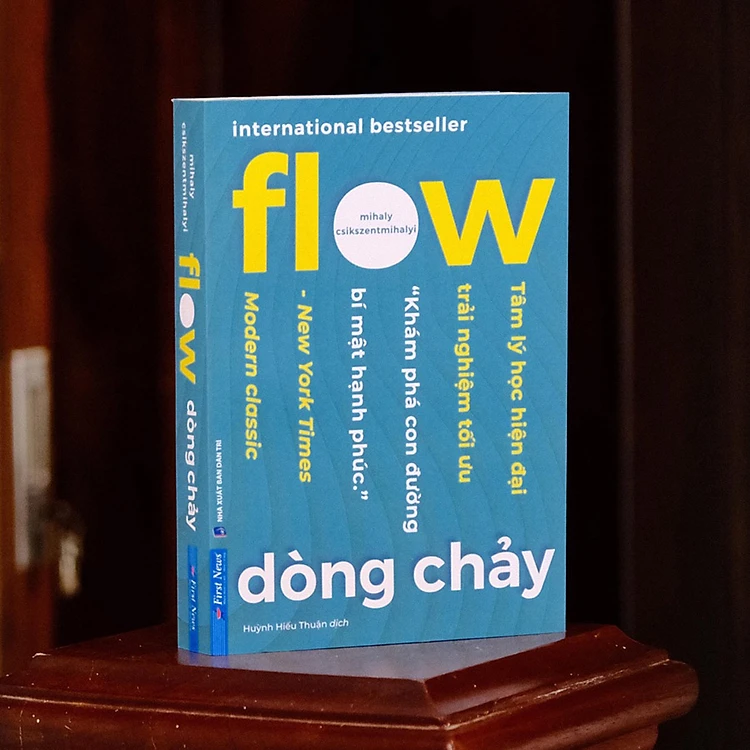 international bestseller
flow
mihaly
csikszentmihalyi
Tâm lý học hiện đại
trải nghiệm tối ưu
“Khám phá con đường
bí mật hạnh phúc.”
- New York Times
Modern classic
dòng chảy
Huỳnh Hiếu Thuận dịch
NHÀ XUẤT BẢN DÂN TRÍ
First News
mihaly
csikszentmihalyi
flow
dòng chảy
First News